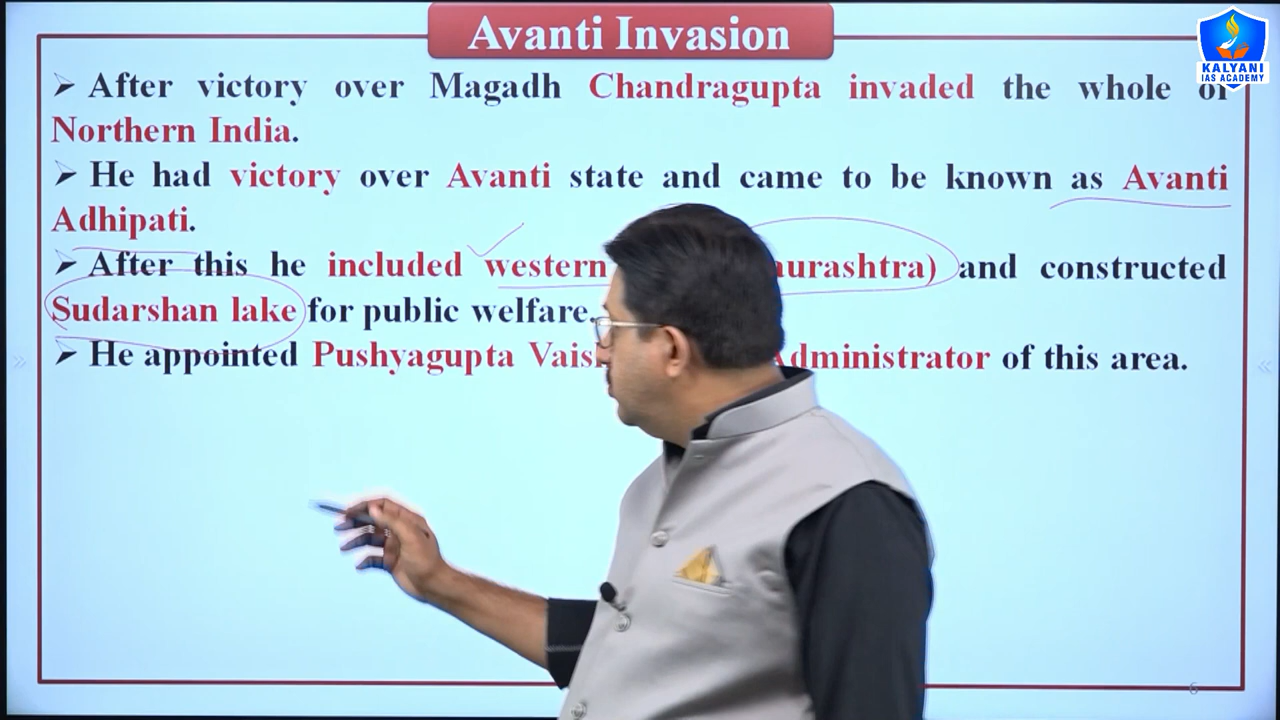 Avanti Invasion
KALYANI
IAS ACADEMY
➤ After victory over Magadh Chandragupta invaded the whole of
Northern India.
➤ He had victory over Avanti state and came to be known as Avanti
Adhipati.
➤ After this he included western aurashtra) and constructed
Sudarshan lake for public welfare.
➤ He appointed Pushyagupta Administrator of this area.
6